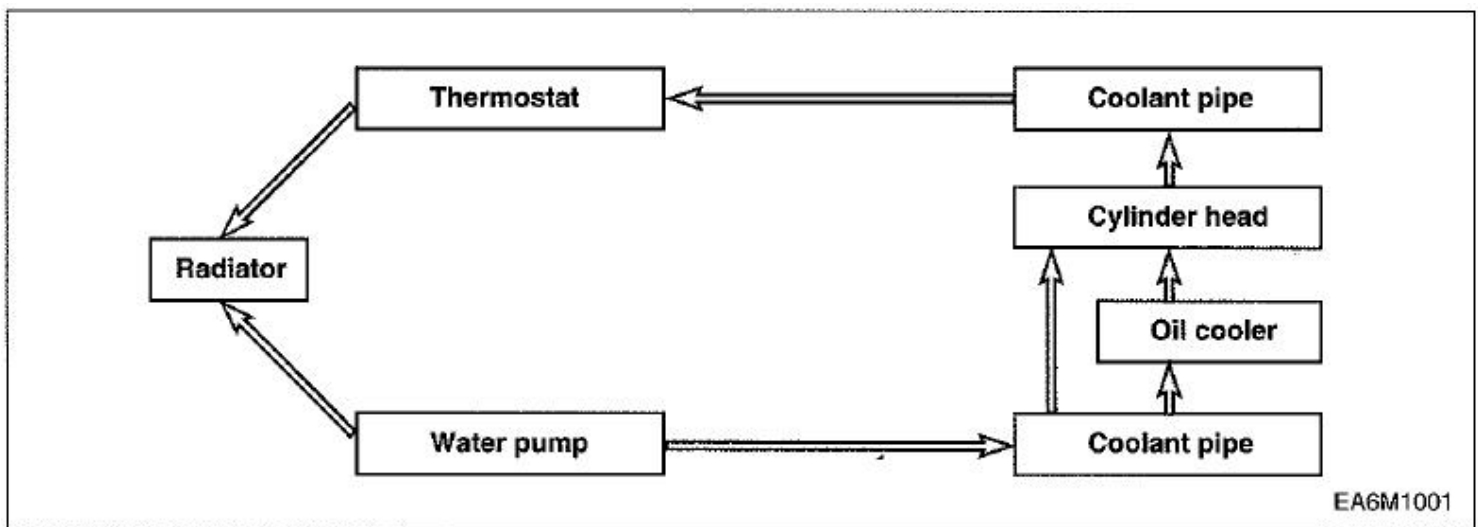 Thermostat
Coolant pipe
Cylinder head
Radiator
Oil cooler
Water pump
Coolant pipe
EA6M1001